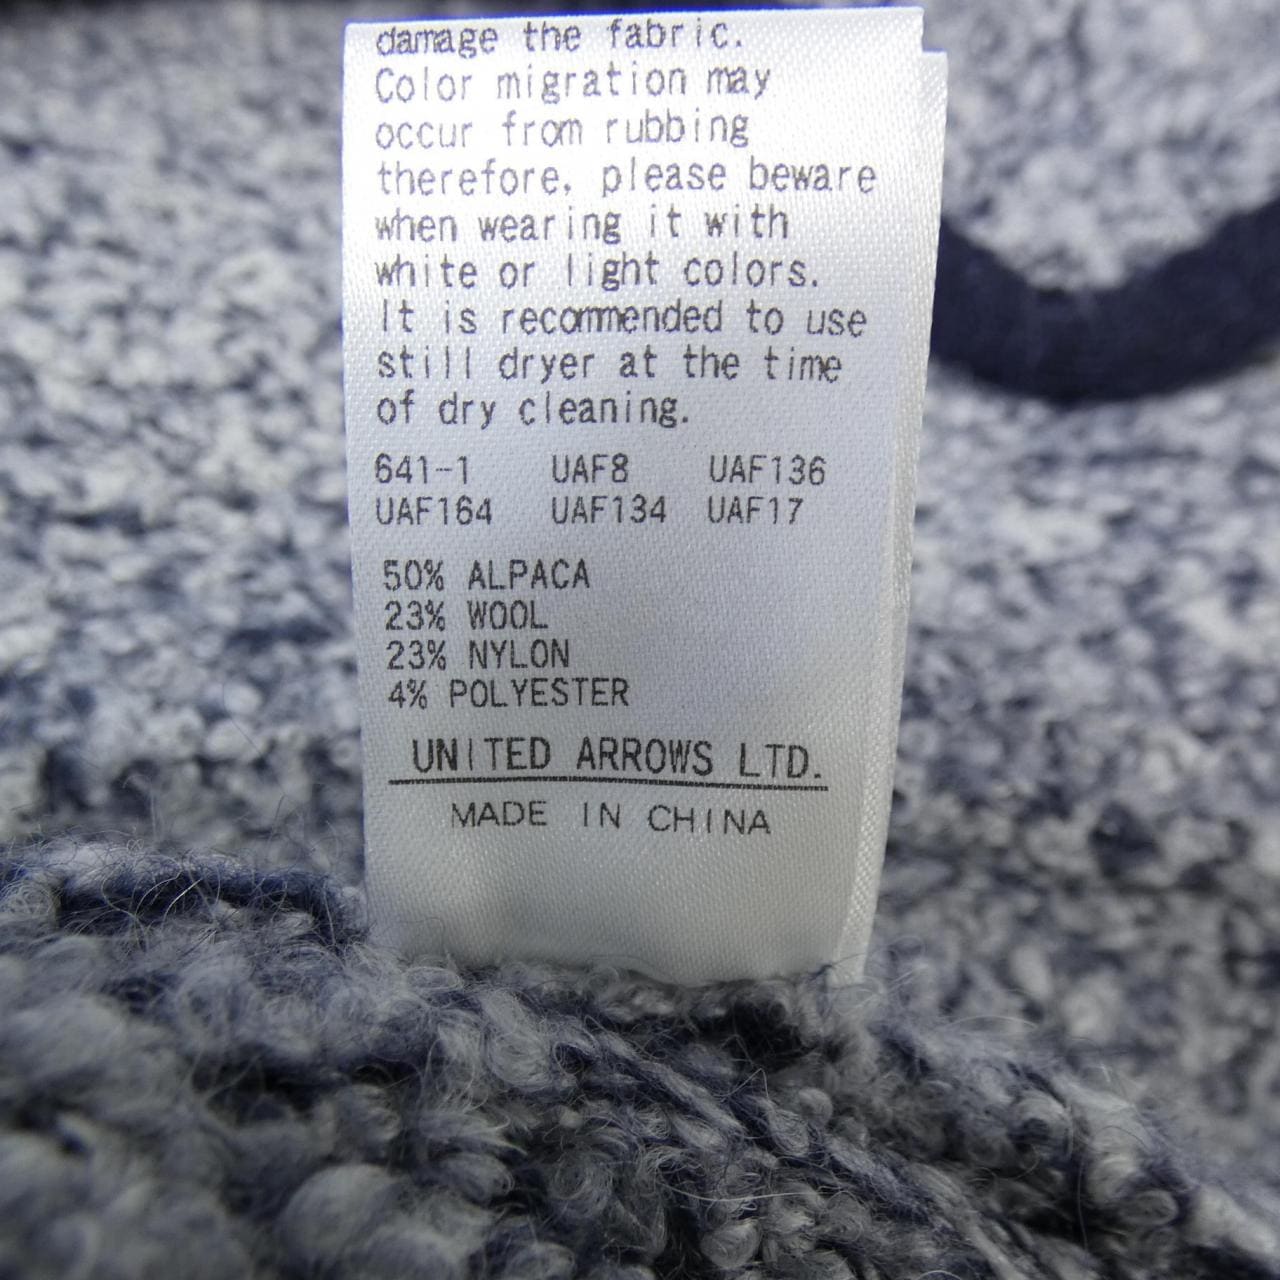 damage the fabric.
Color migration may
occur from rubbing
therefore, please beware
when wearing it with
white or light colors.
It is recommended to use
still dryer at the time
of dry cleaning.
641-1 UAF8 UAF136
UAF164 UAF134 UAF17
50% ALPACA
23% WOOL
23% NYLON
4% POLYESTER
UNITED ARROWS LTD.
MADE IN CHINA